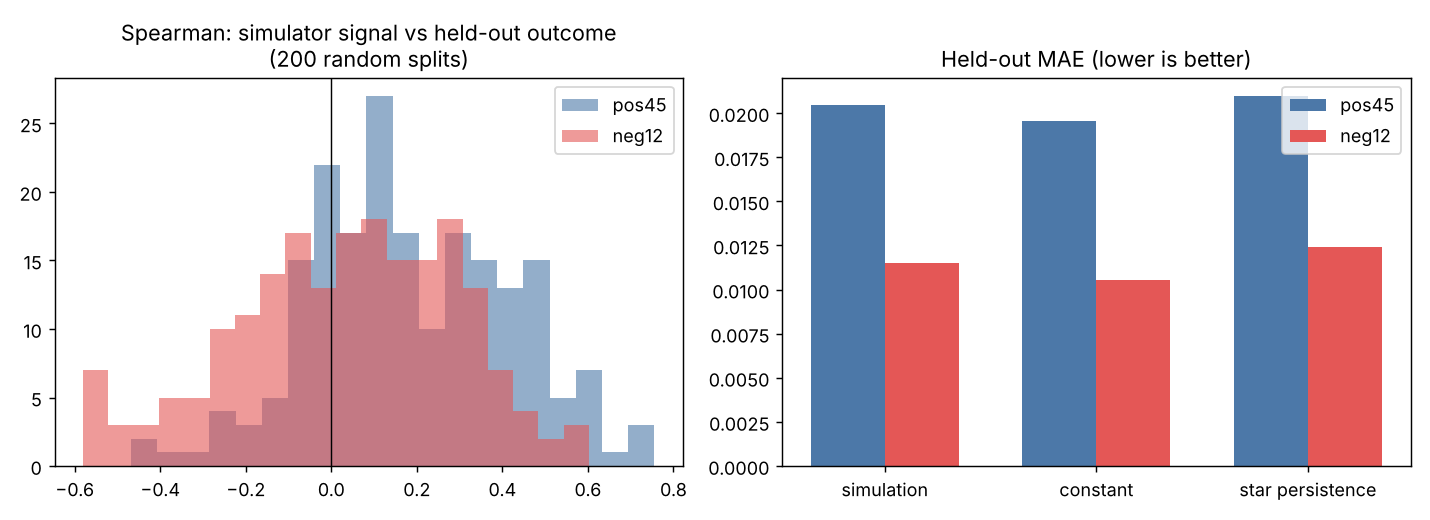 Spearman: simulator signal vs held-out outcome
(200 random splits)
pos45
neg12
25
20
15
10
5
0
−0.6
−0.4
−0.2
0.0
0.2
0.4
0.6
0.8
Held-out MAE (lower is better)
pos45
neg12
0.0200
0.0175
0.0150
0.0125
0.0100
0.0075
0.0050
0.0025
0.0000
simulation
constant
star persistence